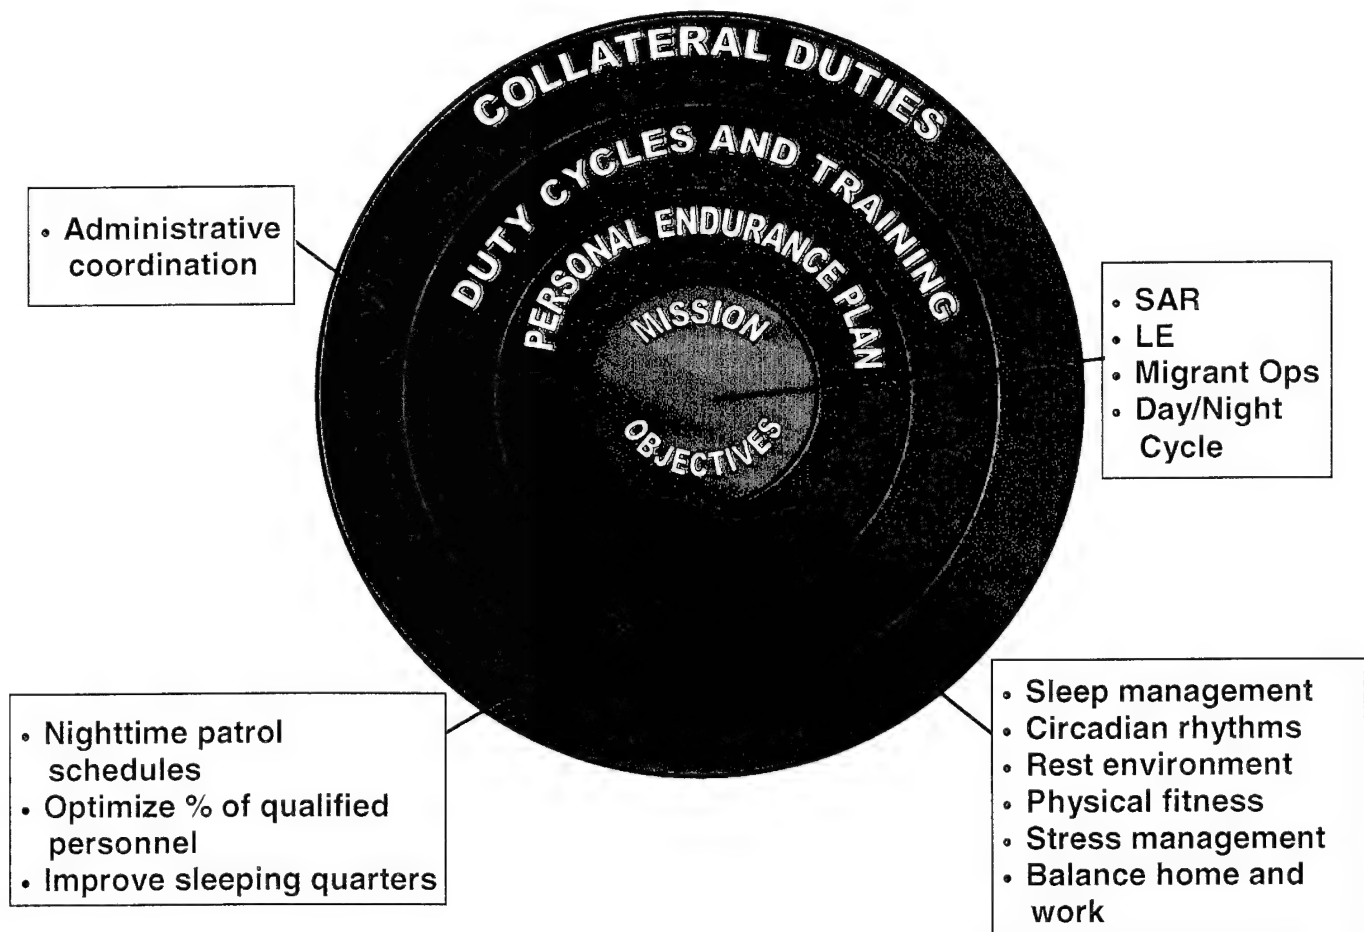 COLLATERAL DUTIES
DUTY CYCLES AND TRAINING
PERSONAL ENDURANCE PLAN
MISSION
OBJECTIVES
• Administrative
coordination
• SAR
• LE
• Migrant Ops
• Day/Night
Cycle
• Nighttime patrol
schedules
• Optimize % of qualified
personnel
• Improve sleeping quarters
• Sleep management
• Circadian rhythms
• Rest environment
• Physical fitness
• Stress management
• Balance home and
work